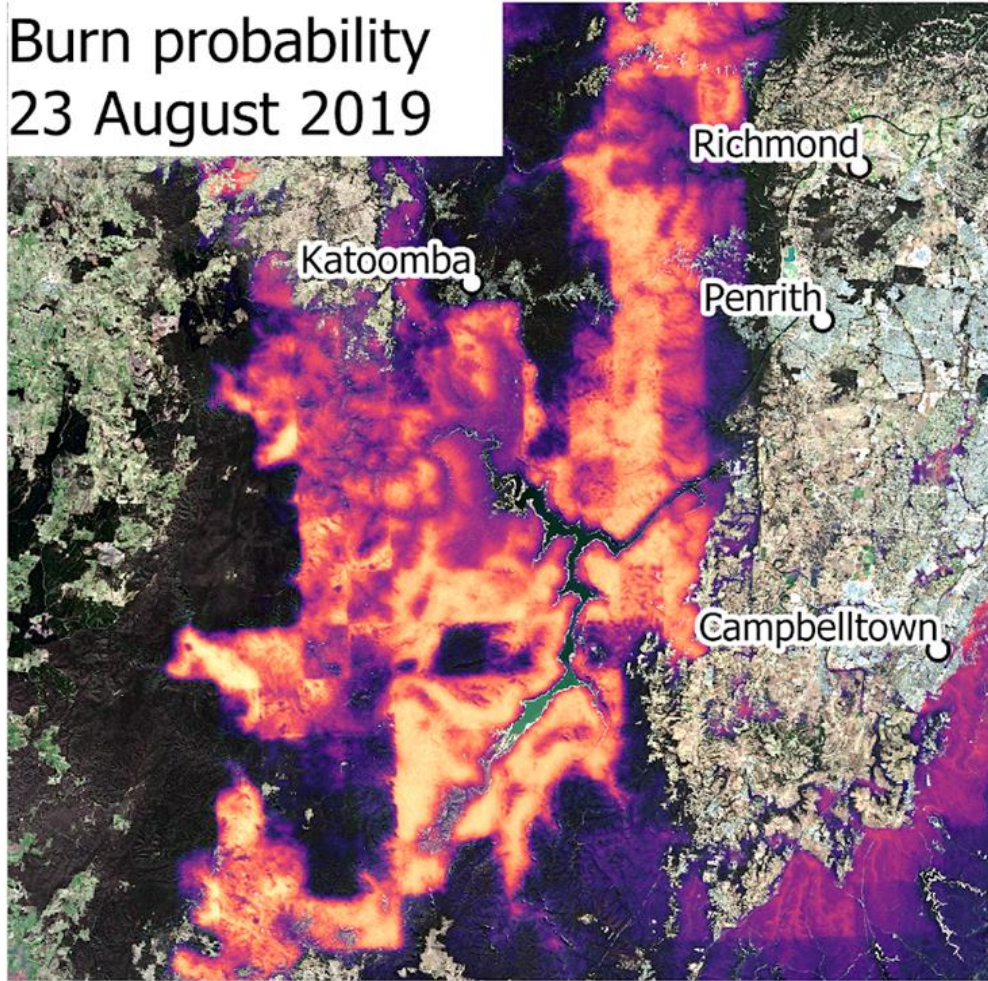 Burn probability
23 August 2019
Richmond
Katoomba
Penrith
Campbelltown